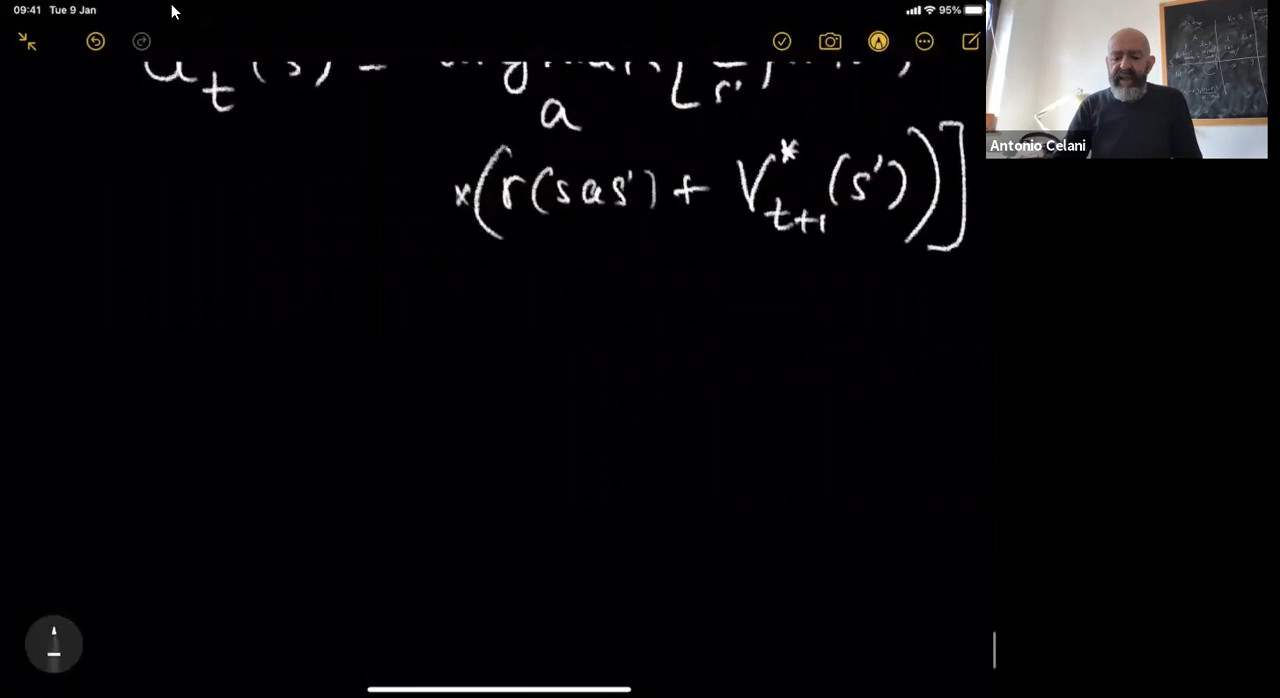 09:41 Tue 9 Jan
95%
a
×(r(sas') + V*t+1(s'))]
Antonio Celani